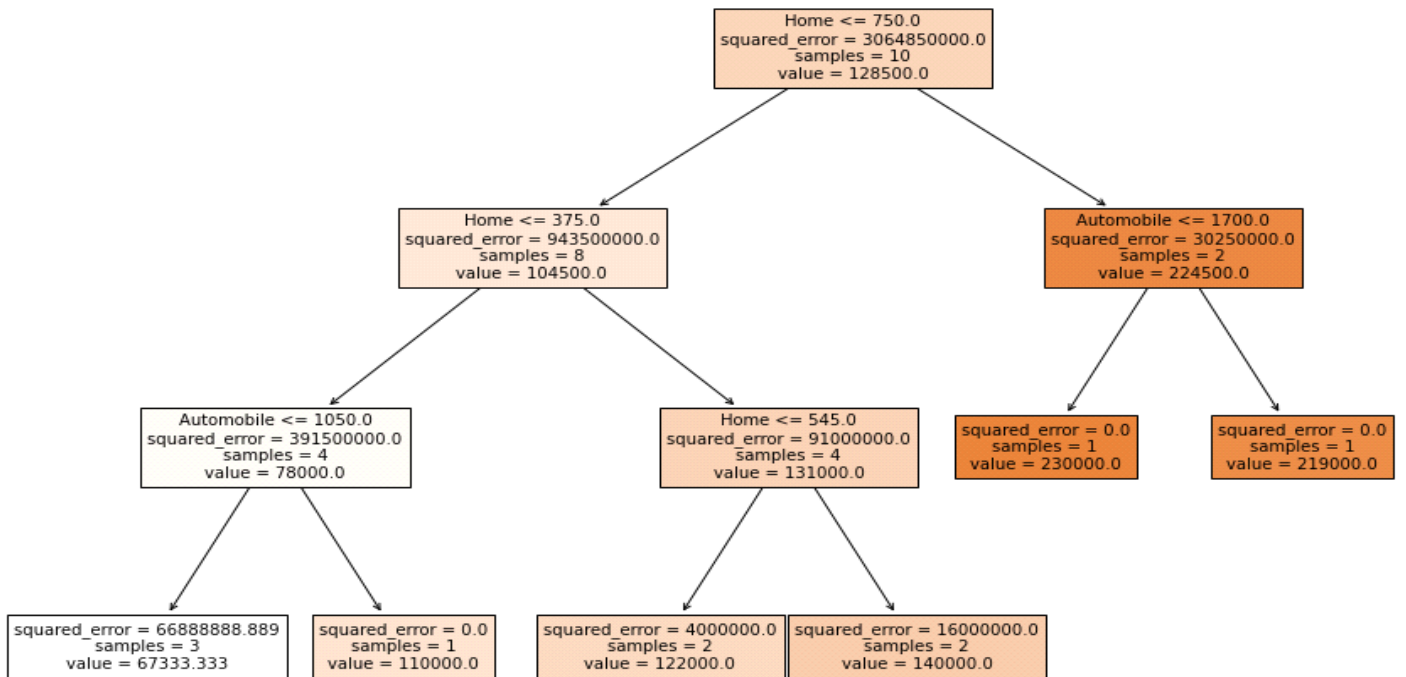 Home <= 750.0
squared_error = 3064850000.0
samples = 10
value = 128500.0
Home <= 375.0
squared_error = 943500000.0
samples = 8
value = 104500.0
Automobile <= 1700.0
squared_error = 30250000.0
samples = 2
value = 224500.0
Automobile <= 1050.0
squared_error = 391500000.0
samples = 4
value = 78000.0
Home <= 545.0
squared_error = 91000000.0
samples = 4
value = 131000.0
squared_error = 0.0
samples = 1
value = 230000.0
squared_error = 0.0
samples = 1
value = 219000.0
squared_error = 66888888.889
samples = 3
value = 67333.333
squared_error = 0.0
samples = 1
value = 110000.0
squared_error = 4000000.0
samples = 2
value = 122000.0
squared_error = 16000000.0
samples = 2
value = 140000.0